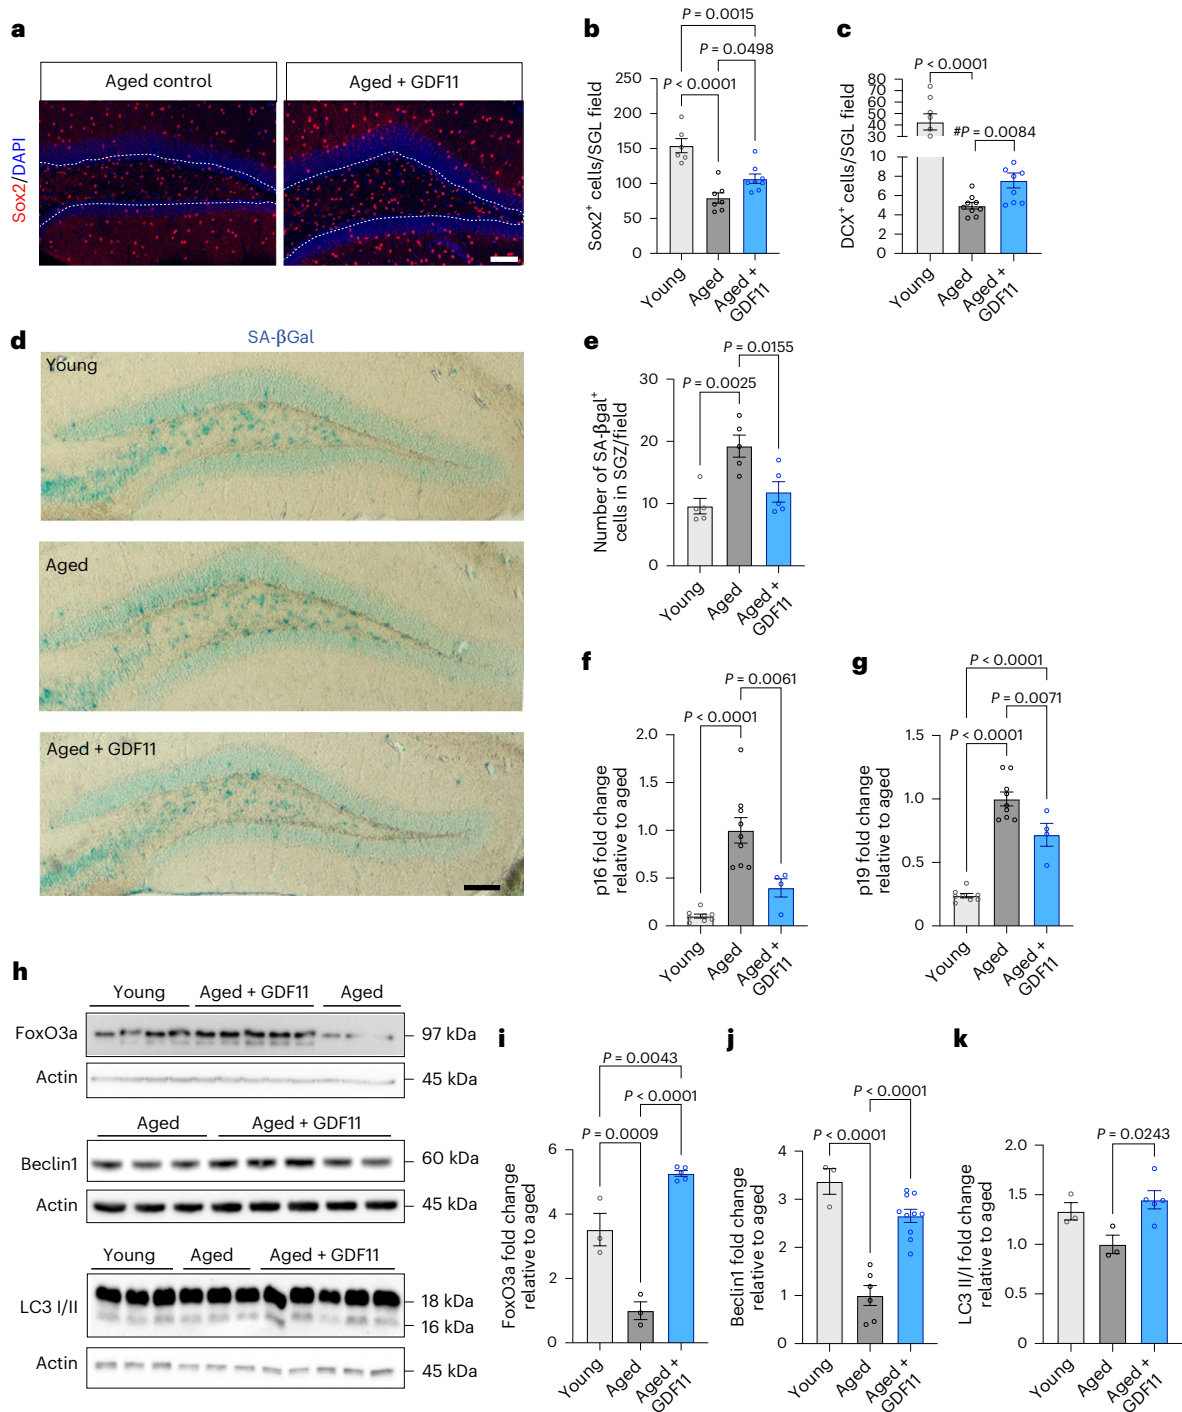 a
Aged control
Aged + GDF11
Sox2/DAPI
b
P = 0.0015
P = 0.0498
P < 0.0001
Sox2+ cells/SGL field
250
200
150
100
50
0
Young
Aged
Aged +
GDF11
c
P < 0.0001
#P = 0.0084
DCX+ cells/SGL field
80
70
60
50
40
30
10
8
6
4
2
0
Young
Aged
Aged +
GDF11
d
SA-βGal
Young
Aged
Aged + GDF11
e
P = 0.0155
P = 0.0025
Number of SA-βgal+
cells in SGZ/field
30
20
10
0
Young
Aged
Aged +
GDF11
f
P = 0.0061
P < 0.0001
p16 fold change
relative to aged
2.0
1.5
1.0
0.5
0
Young
Aged
Aged +
GDF11
g
P < 0.0001
P = 0.0071
P < 0.0001
p19 fold change
relative to aged
1.5
1.0
0.5
0
Young
Aged
Aged +
GDF11
h
Young
Aged + GDF11
Aged
FoxO3a
97 kDa
Actin
45 kDa
Aged
Aged + GDF11
Beclin1
60 kDa
Actin
45 kDa
Young
Aged
Aged + GDF11
LC3 I/II
18 kDa
16 kDa
Actin
45 kDa
i
P = 0.0043
P < 0.0001
P = 0.0009
FoxO3a fold change
relative to aged
6
4
2
0
Young
Aged
Aged +
GDF11
j
P < 0.0001
P < 0.0001
Beclin1 fold change
relative to aged
4
3
2
1
0
Young
Aged
Aged +
GDF11
k
P = 0.0243
LC3 II/I fold change
relative to aged
2.0
1.5
1.0
0.5
0
Young
Aged
Aged +
GDF11